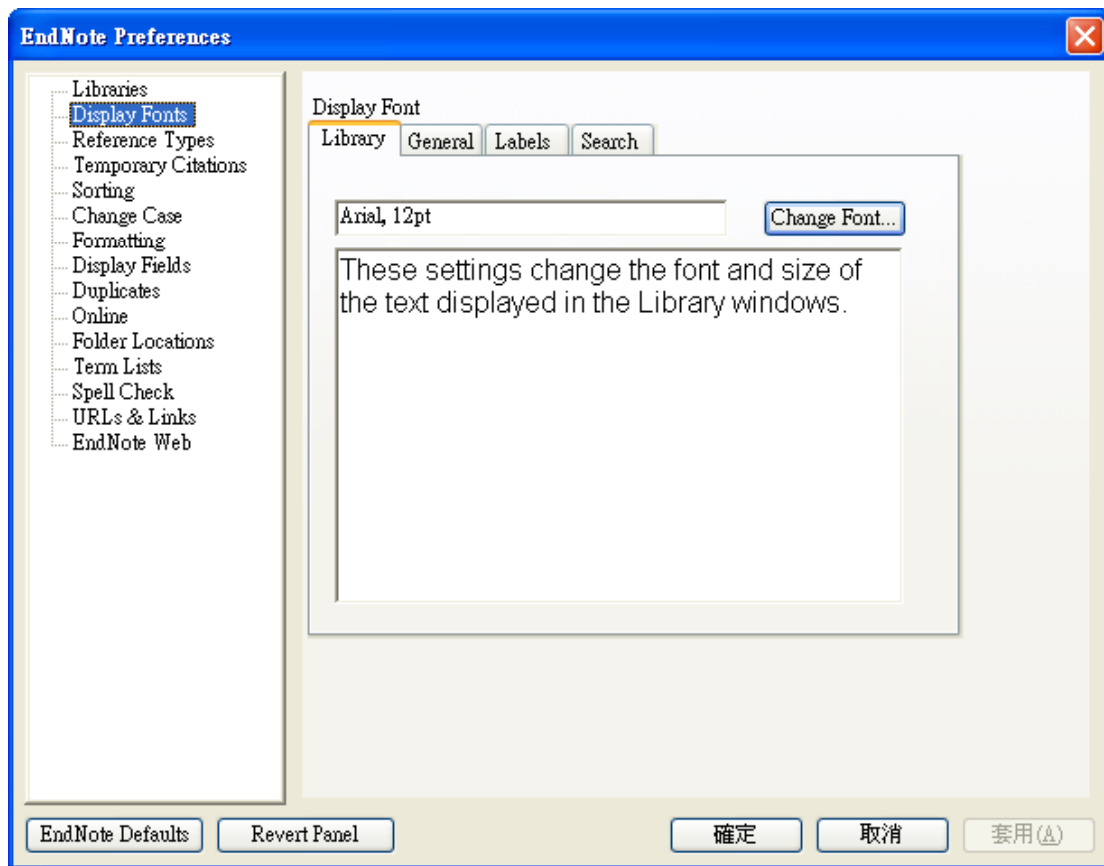 EndNote Preferences
Libraries
Display Fonts
Reference Types
Temporary Citations
Sorting
Change Case
Formatting
Display Fields
Duplicates
Online
Folder Locations
Term Lists
Spell Check
URLs & Links
EndNote Web
Display Font
Library General Labels Search
Arial, 12pt Change Font...
These settings change the font and size of
the text displayed in the Library windows.
EndNote Defaults Revert Panel 確定 取消 套用(A)